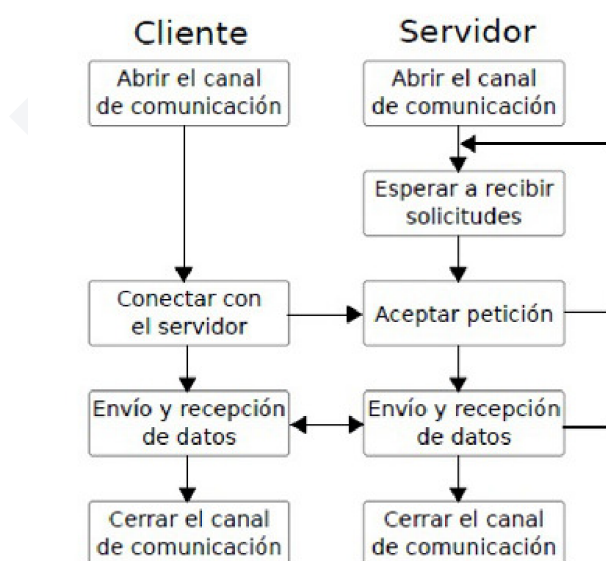 Cliente
Servidor
Abrir el canal
de comunicación
Abrir el canal
de comunicación
Esperar a recibir
solicitudes
Conectar con
el servidor
Aceptar petición
Envío y recepción
de datos
Envío y recepción
de datos
Cerrar el canal
de comunicación
Cerrar el canal
de comunicación